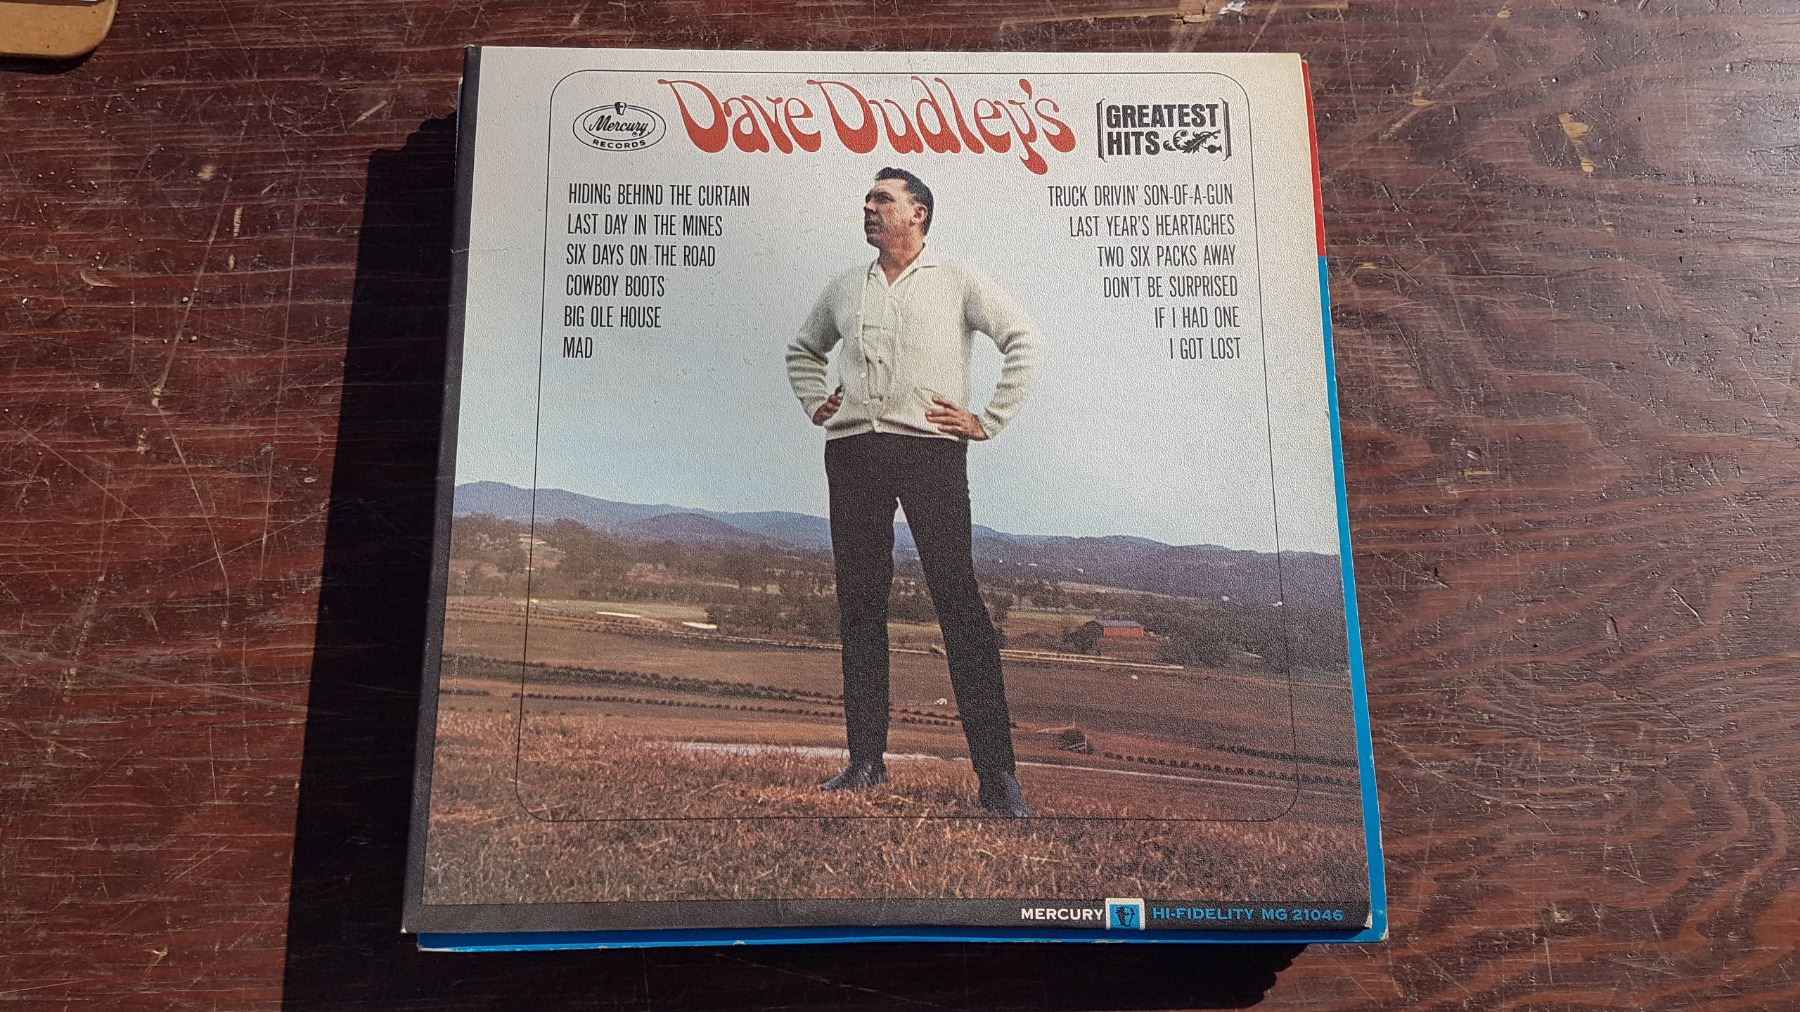 Mercury
RECORDS
Dave Dudley's
GREATEST
HITS
HIDING BEHIND THE CURTAIN
LAST DAY IN THE MINES
SIX DAYS ON THE ROAD
COWBOY BOOTS
BIG OLE HOUSE
MAD
TRUCK DRIVIN' SON-OF-A-GUN
LAST YEAR'S HEARTACHES
TWO SIX PACKS AWAY
DON'T BE SURPRISED
IF I HAD ONE
I GOT LOST
MERCURY HI-FIDELITY MG 21046